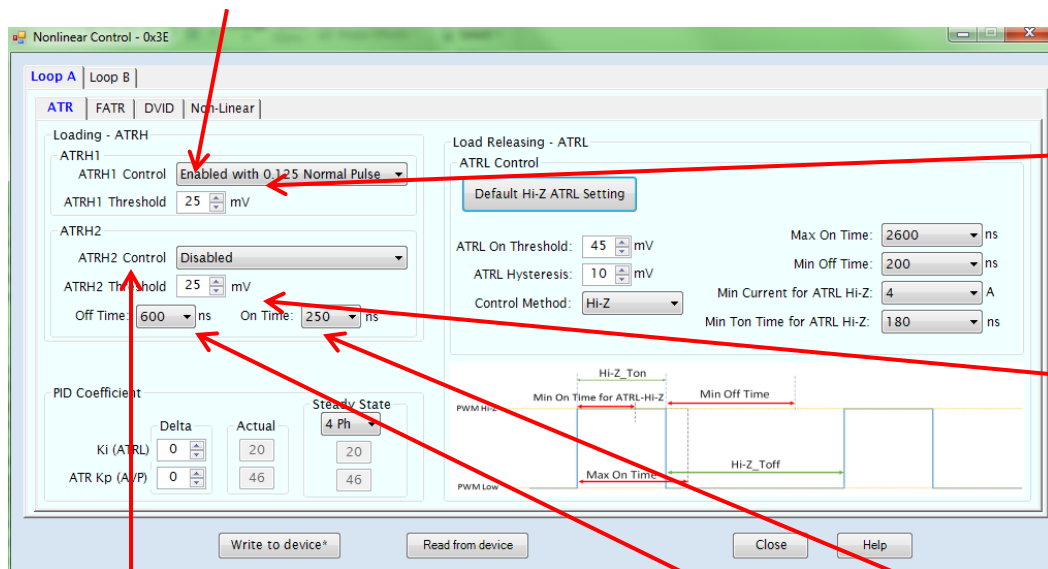 Nonlinear Control - 0x3E
Loop A Loop B
ATR FATR DVID Non-Linear
Loading - ATRH
ATRH1
ATRH1 Control Enabled with 0.125 Normal Pulse
ATRH1 Threshold 25 mV
ATRH2
ATRH2 Control Disabled
ATRH2 Threshold 25 mV
Off Time: 600 ns On Time: 250 ns
PID Coefficient
Delta Actual Steady State
4 Ph
Ki (ATRL) 0 20 20
ATR Kp (AVP) 0 46 46
Load Releasing - ATRL
ATRL Control
Default Hi-Z ATRL Setting
ATRL On Threshold: 45 mV
ATRL Hysteresis: 10 mV
Control Method: Hi-Z
Max On Time: 2600 ns
Min Off Time: 200 ns
Min Current for ATRL Hi-Z: 4 A
Min Ton Time for ATRL Hi-Z: 180 ns
Hi-Z_Ton
Min On Time for ATRL-Hi-Z Min Off Time
PWM Hi-Z
Hi-Z_Toff
Max On Time
PWM Low
Write to device* Read from device Close Help